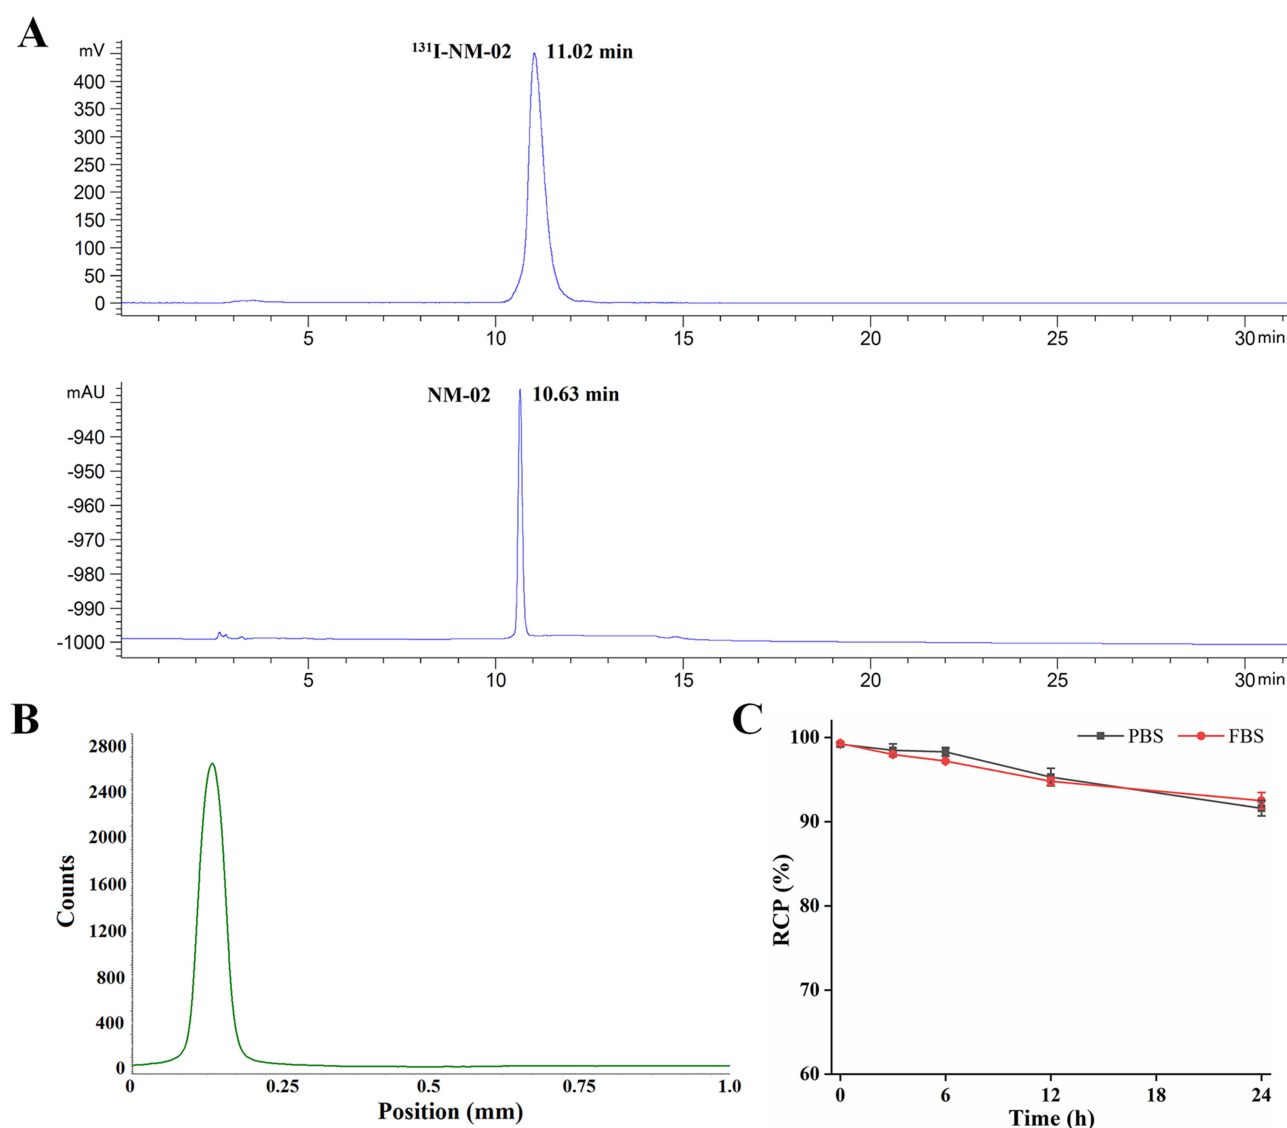 A
mV
¹³¹I-NM-02 11.02 min
400
350
300
250
200
150
100
50
0
5 10 15 20 25 30 min
mAU
NM-02 10.63 min
-940
-950
-960
-970
-980
-990
-1000
5 10 15 20 25 30 min
B
2800
2400
2000
1600
1200
800
400
0
Counts
0 0.25 0.5 0.75 1.0
Position (mm)
C
PBS FBS
100
90
80
70
60
RCP (%)
0 6 12 18 24
Time (h)